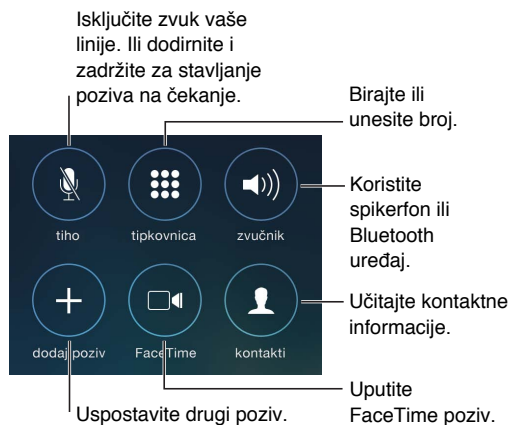 Isključite zvuk vaše
linije. Ili dodirnite i
zadržite za stavljanje
poziva na čekanje.
Birajte ili
unesite broj.
tiho
tipkovnica
zvučnik
Koristite
spikerfon ili
Bluetooth
uređaj.
dodaj poziv
FaceTime
kontakti
Učitajte kontaktne
informacije.
Uspostavite drugi poziv.
Uputite
FaceTime poziv.